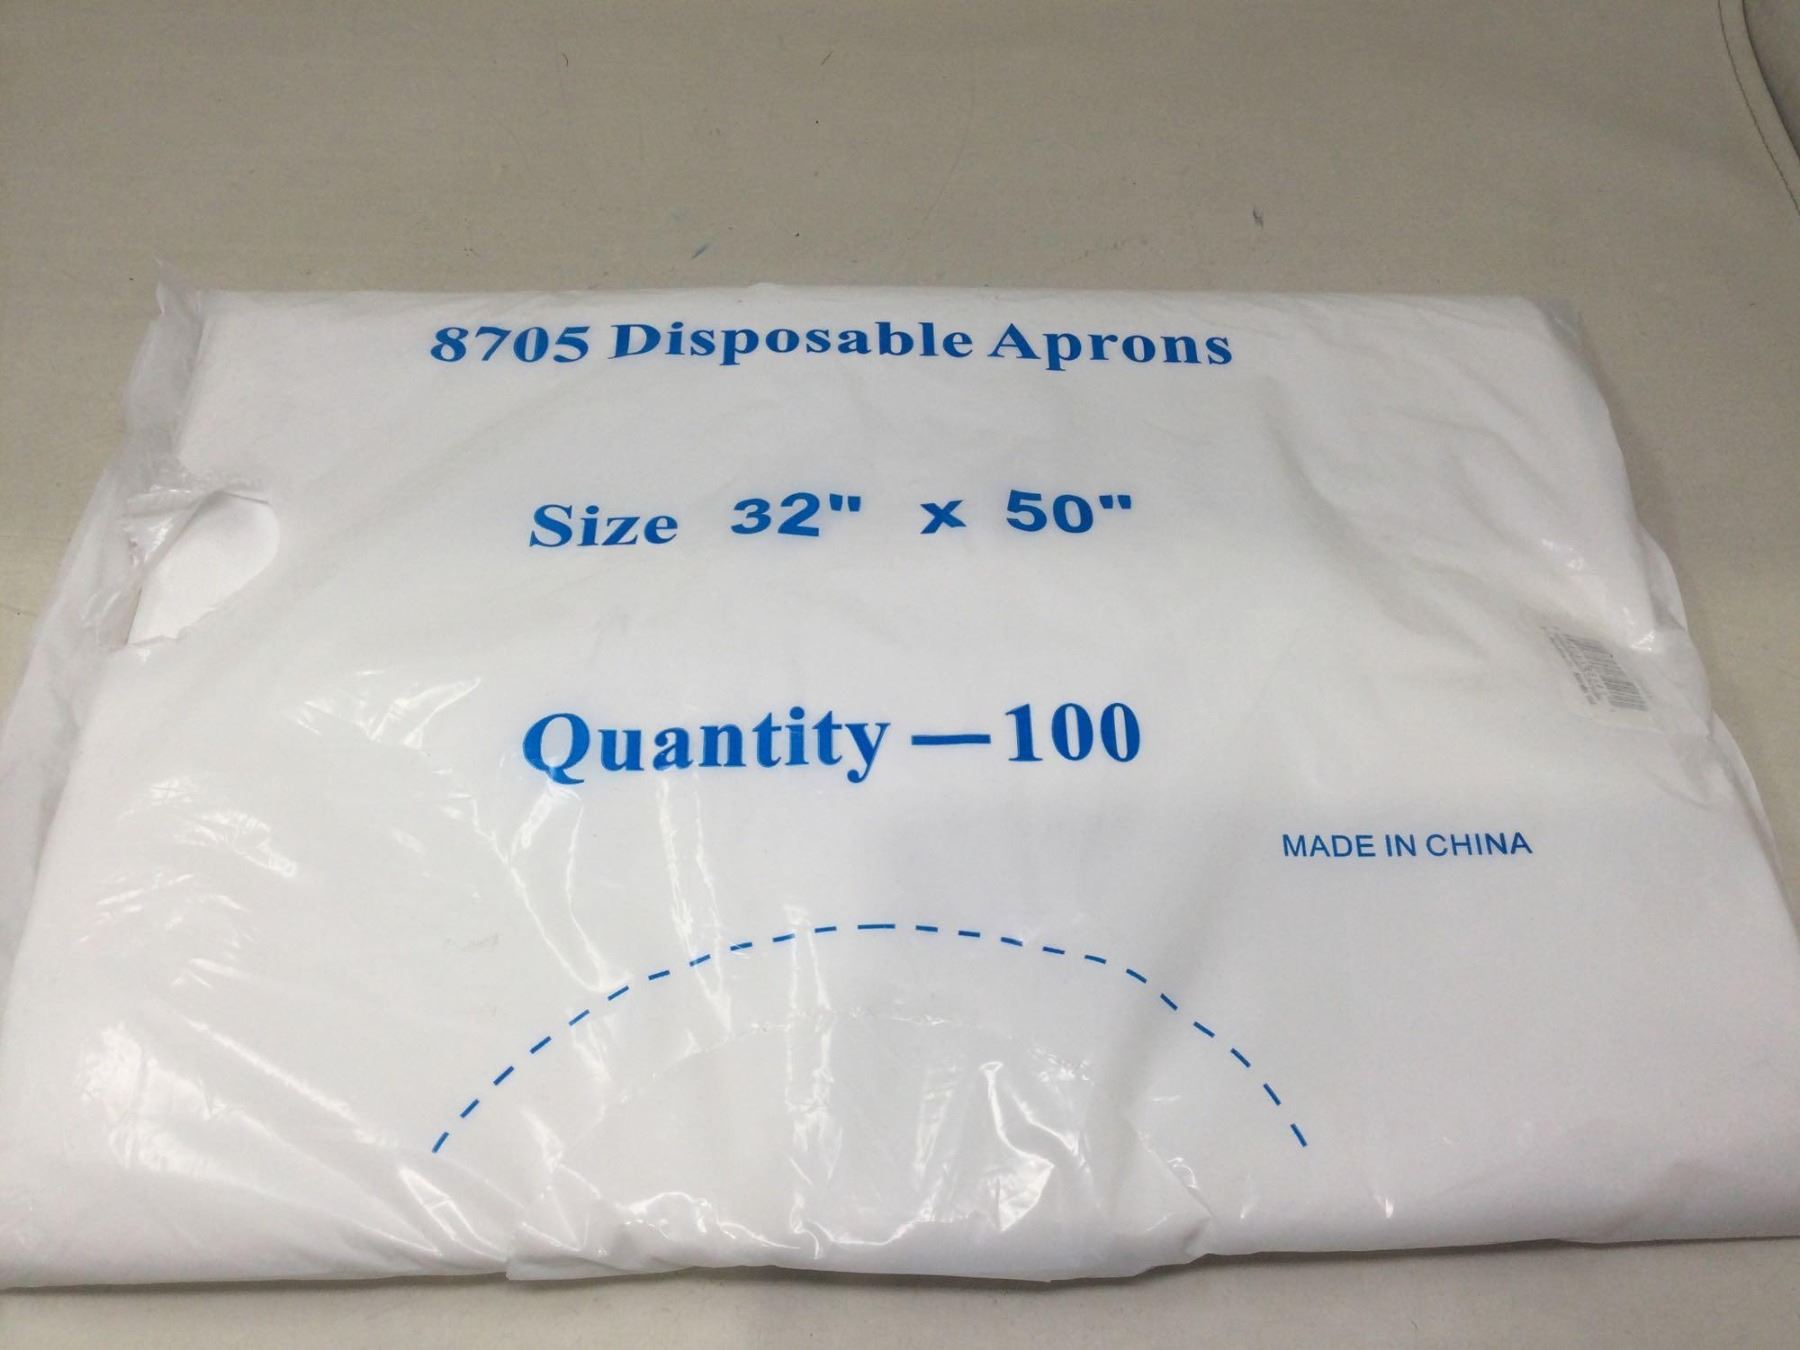 8705 Disposable Aprons
Size 32" x 50"
Quantity — 100
MADE IN CHINA